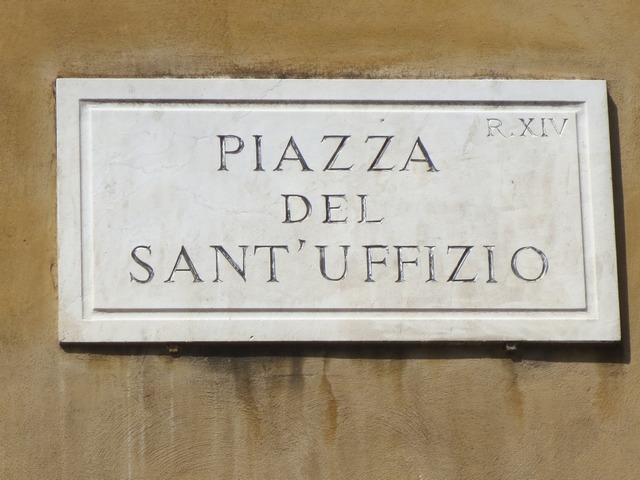 R.XIV
PIAZZA
DEL
SANT'UFFIZIO